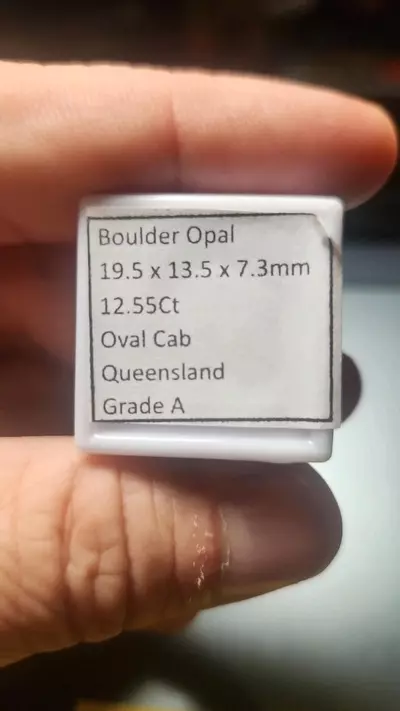 Boulder Opal
19.5 x 13.5 x 7.3mm
12.55Ct
Oval Cab
Queensland
Grade A